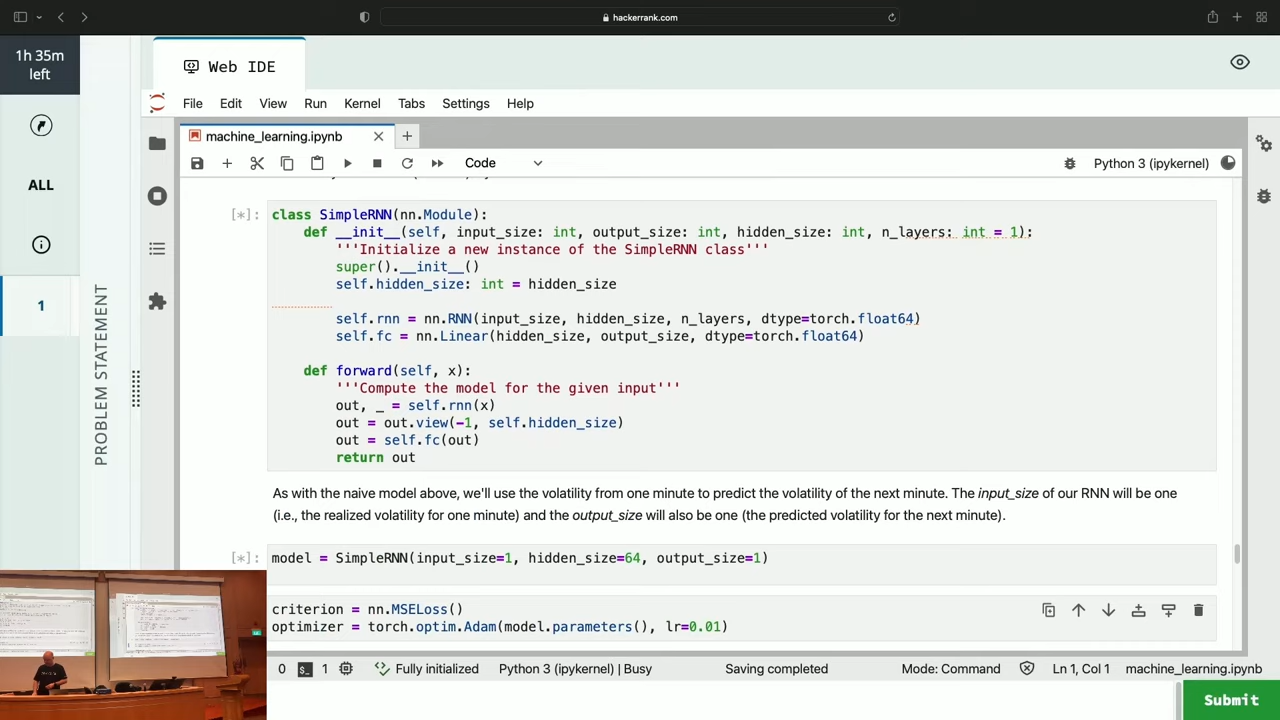 hackerrank.com
1h 35m
left
Web IDE
File Edit View Run Kernel Tabs Settings Help
machine_learning.ipynb
Code
Python 3 (ipykernel)
ALL
1
PROBLEM STATEMENT
[*]:
class SimpleRNN(nn.Module):
def __init__(self, input_size: int, output_size: int, hidden_size: int, n_layers: int = 1):
'''Initialize a new instance of the SimpleRNN class'''
super().__init__()
self.hidden_size: int = hidden_size
self.rnn = nn.RNN(input_size, hidden_size, n_layers, dtype=torch.float64)
self.fc = nn.Linear(hidden_size, output_size, dtype=torch.float64)
def forward(self, x):
'''Compute the model for the given input'''
out, _ = self.rnn(x)
out = out.view(-1, self.hidden_size)
out = self.fc(out)
return out
As with the naive model above, we'll use the volatility from one minute to predict the volatility of the next minute. The input_size of our RNN will be one
(i.e., the realized volatility for one minute) and the output_size will also be one (the predicted volatility for the next minute).
[*]:
model = SimpleRNN(input_size=1, hidden_size=64, output_size=1)
criterion = nn.MSELoss()
optimizer = torch.optim.Adam(model.parameters(), lr=0.01)
0 1 Fully initialized Python 3 (ipykernel) | Busy Saving completed Mode: Command Ln 1, Col 1 machine_learning.ipynb
Submit